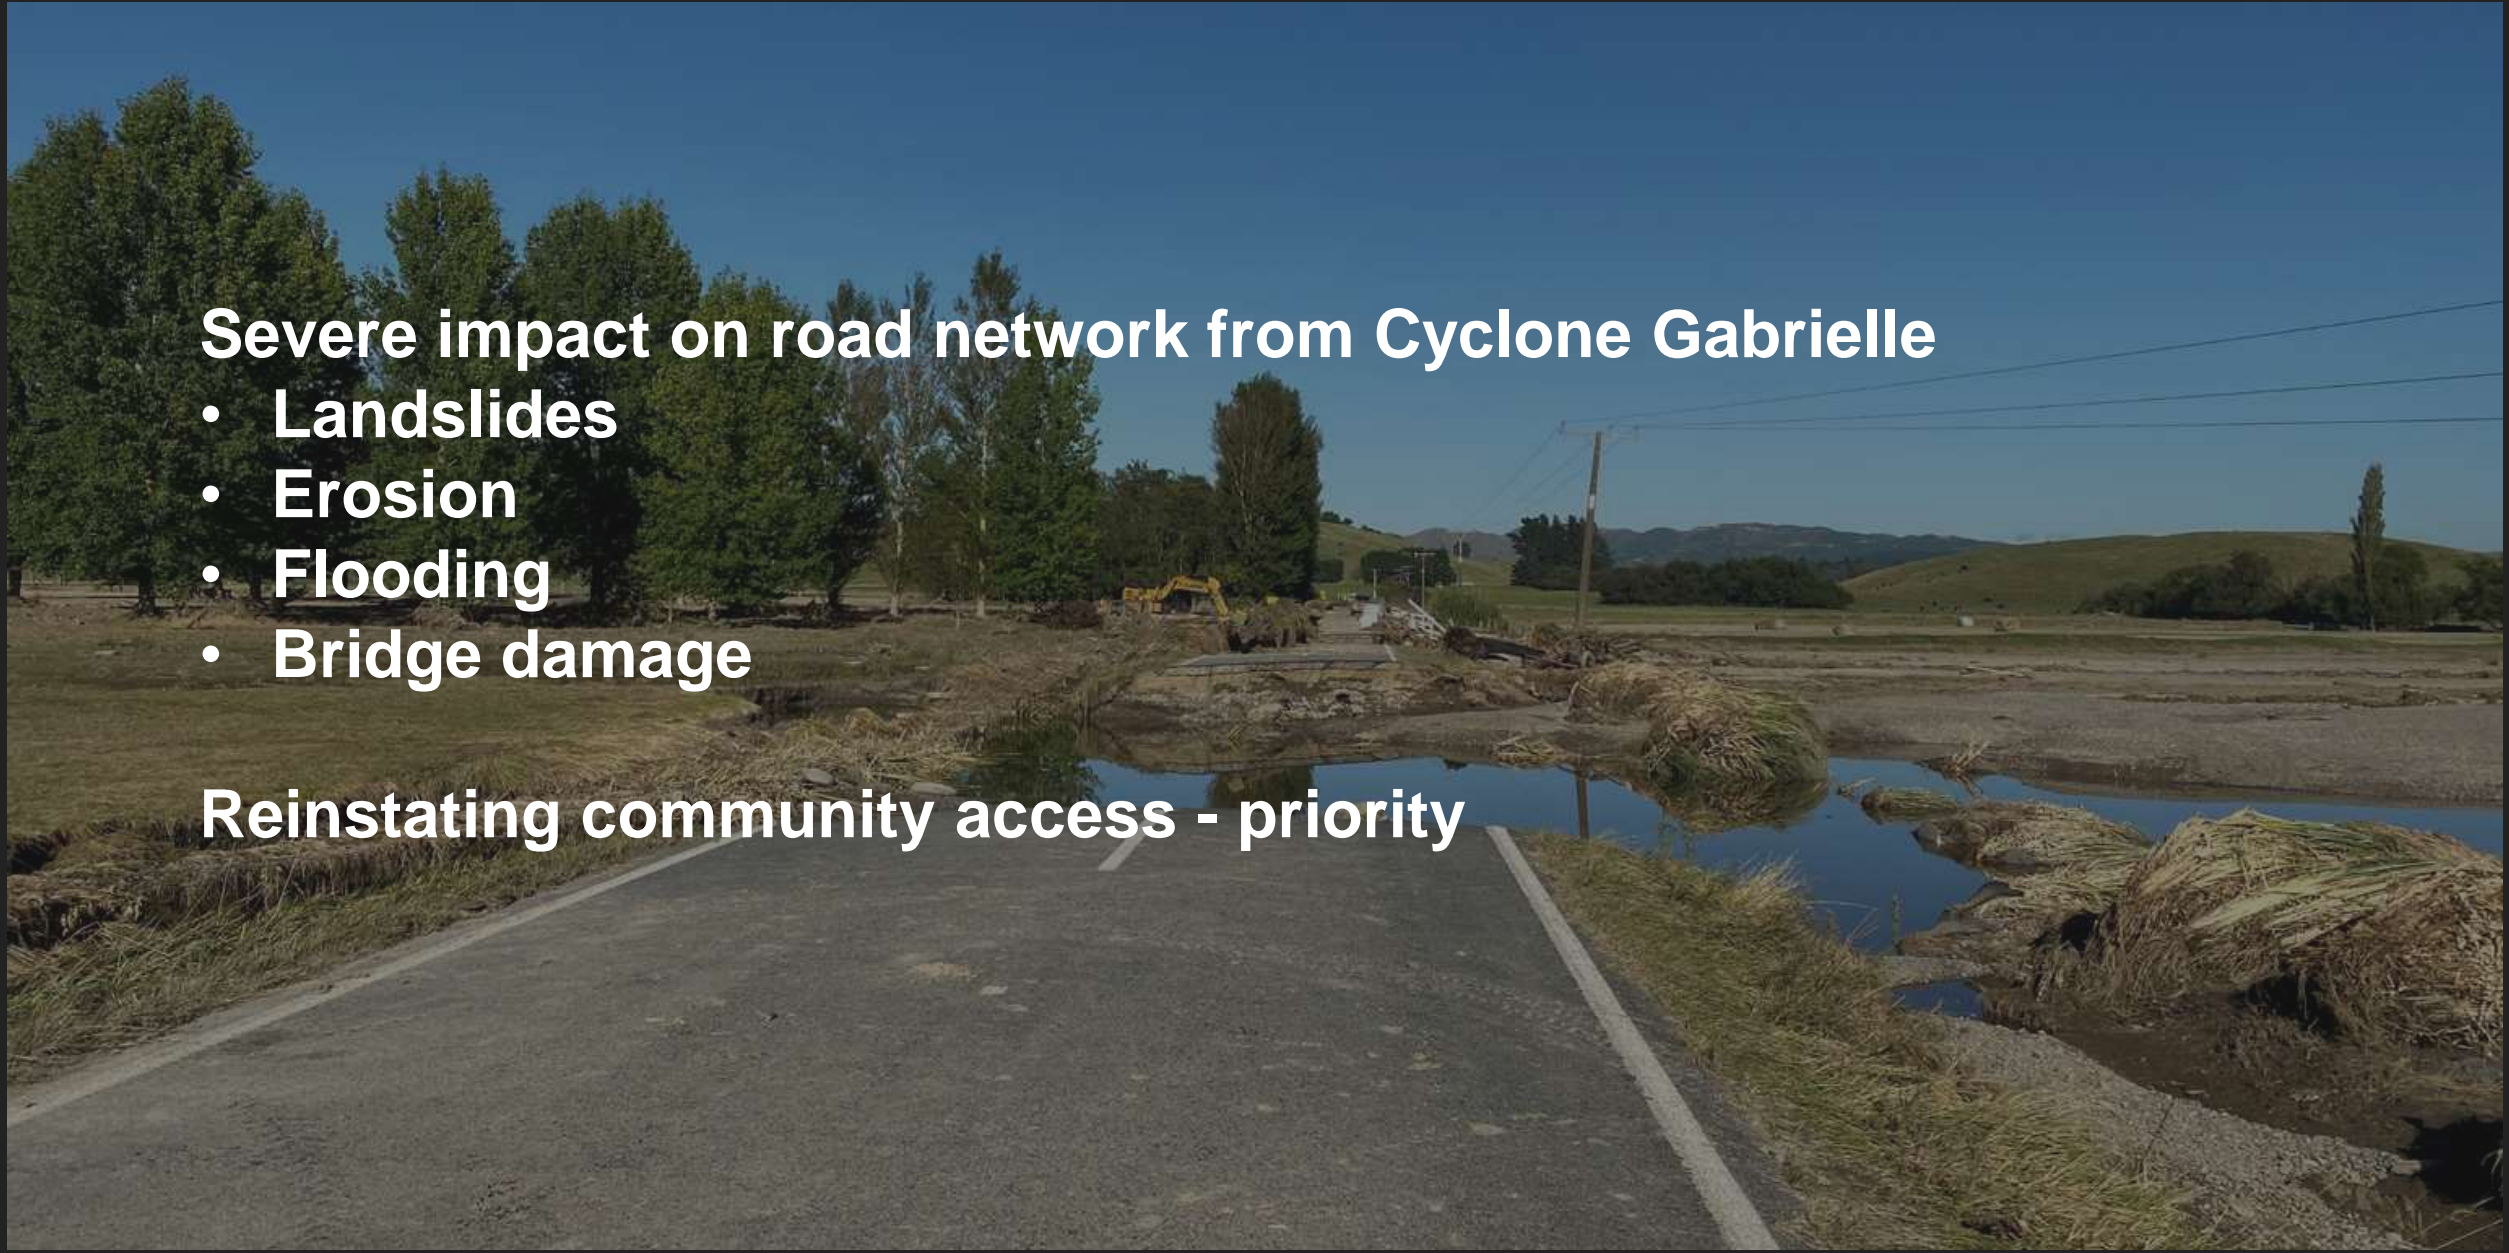 Severe impact on road network from Cyclone Gabrielle
• Landslides
• Erosion
• Flooding
• Bridge damage
Reinstating community access - priority